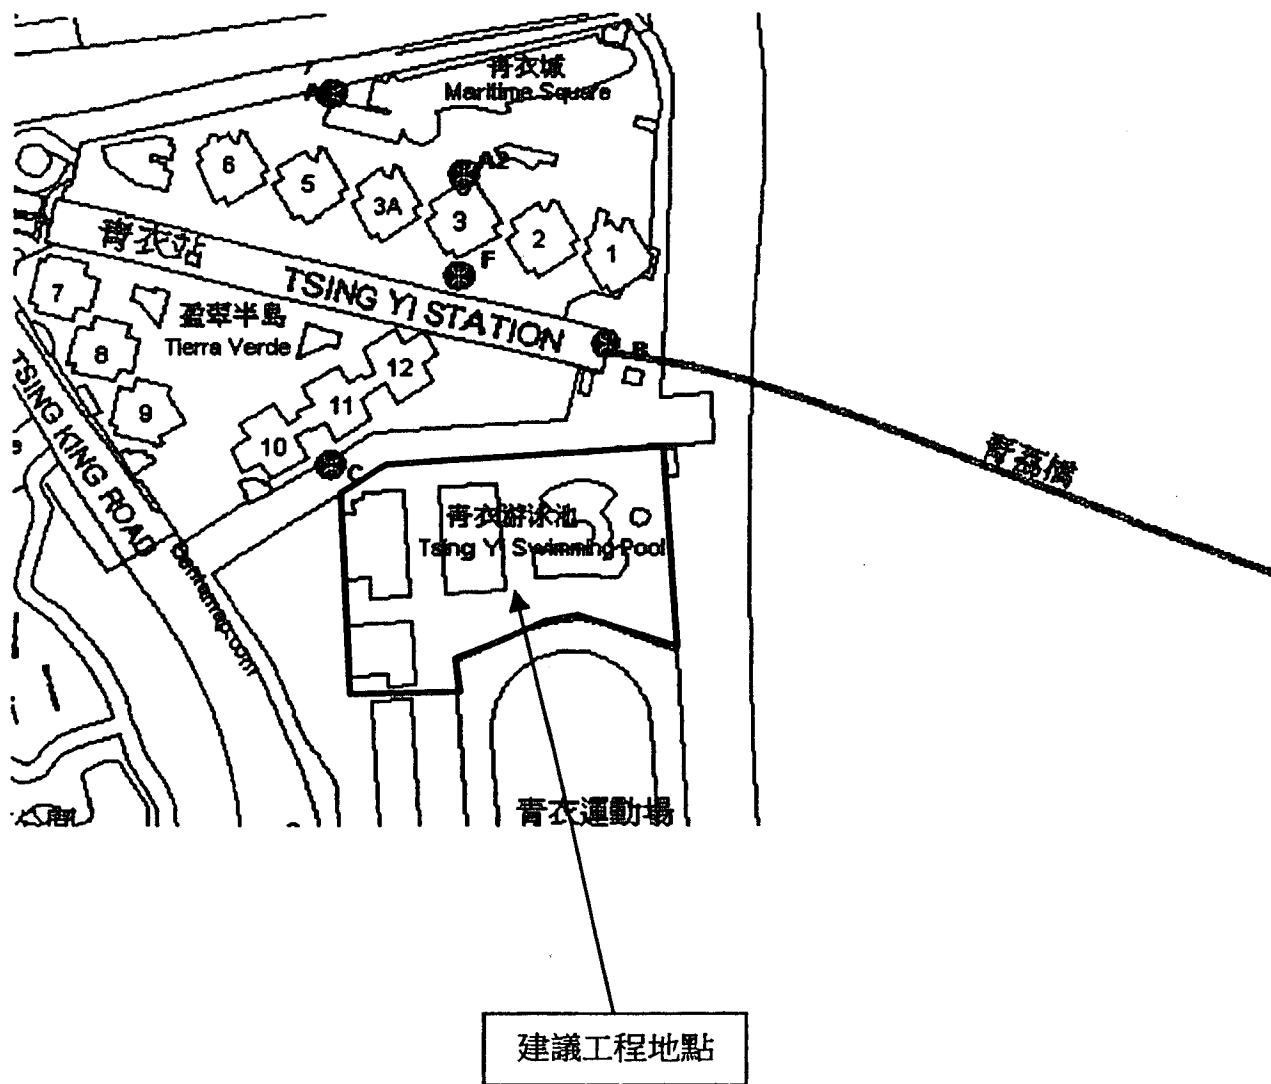 青衣城
Maritime Square
A
A2
6
5
3A
3
2
1
F
青衣站
TSING YI STATION
B
7
盈翠半島
Tierra Verde
8
12
11
9
10
C
TSING KING ROAD
Centamap.com
青荔橋
青衣游泳池
Tsing Yi Swimming Pool
青衣運動場
建議工程地點